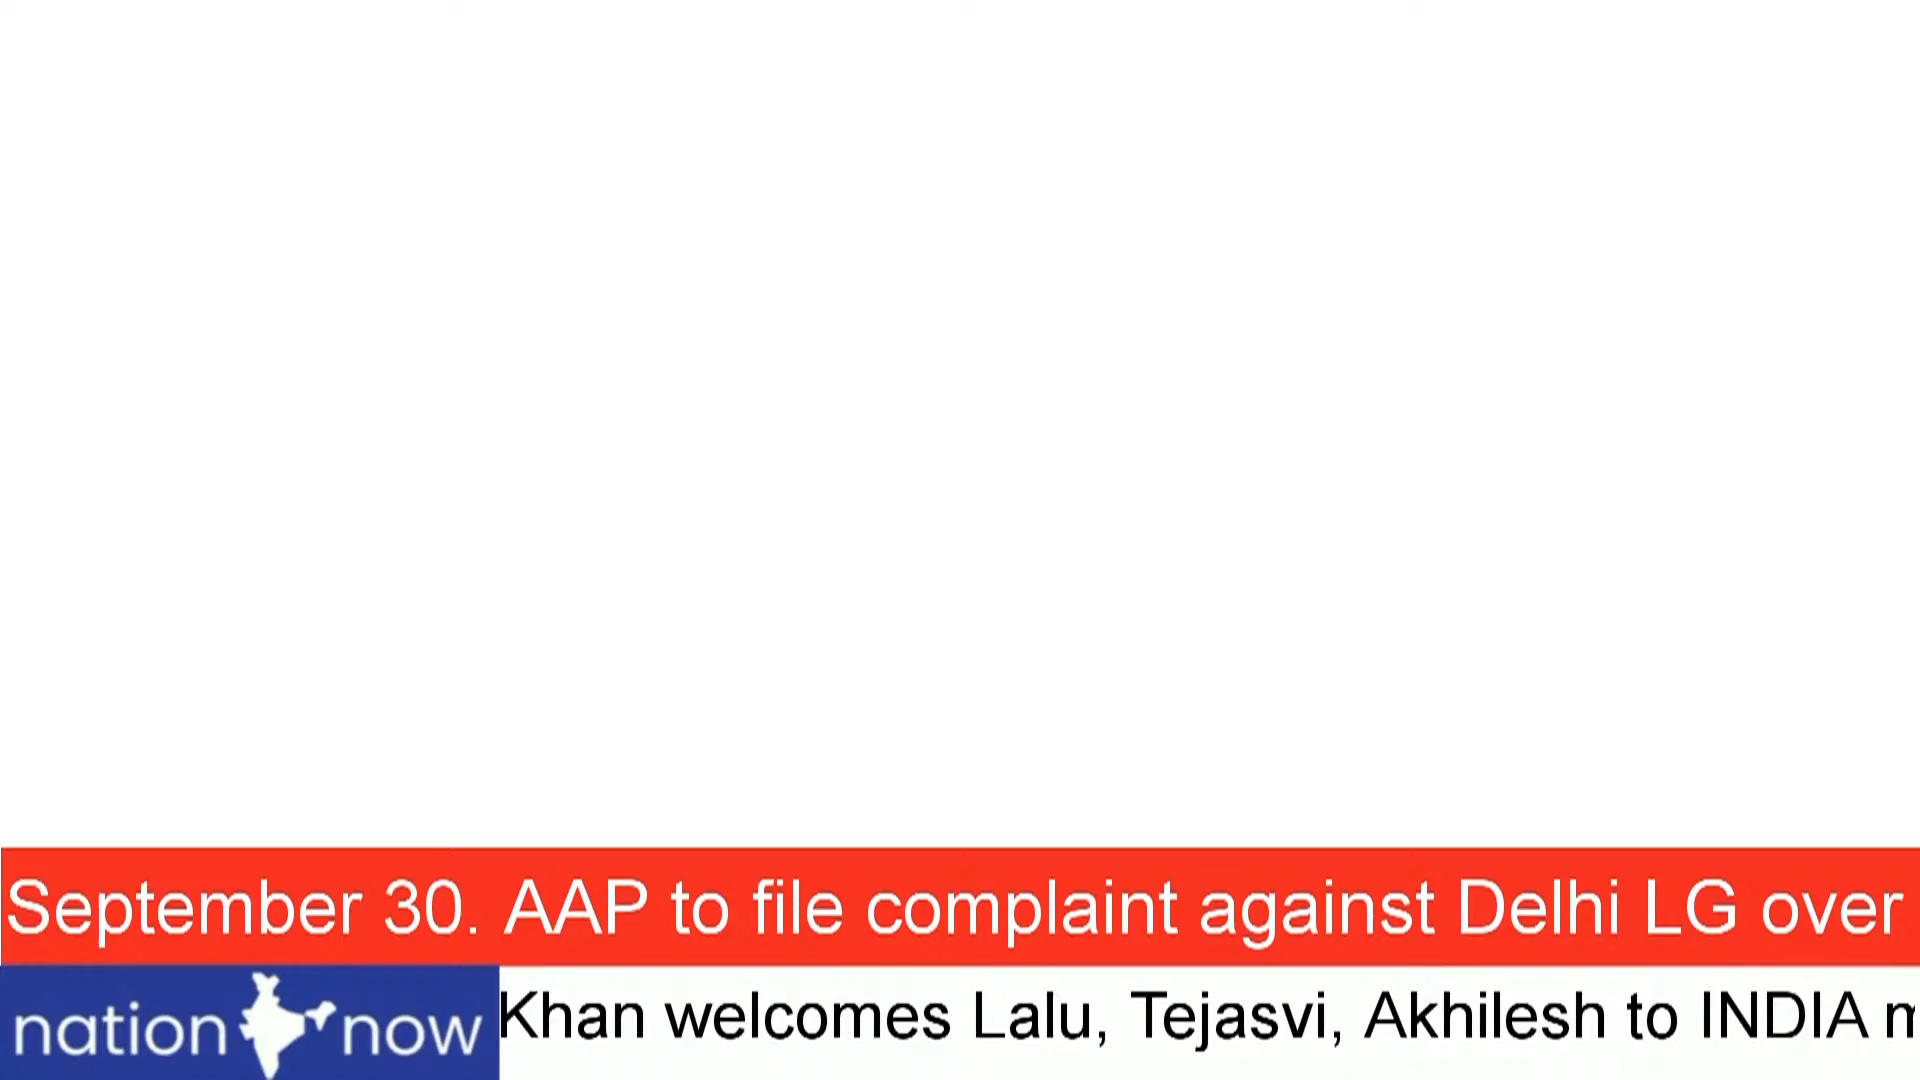 September 30. AAP to file complaint against Delhi LG over
nation now
Khan welcomes Lalu, Tejasvi, Akhilesh to INDIA